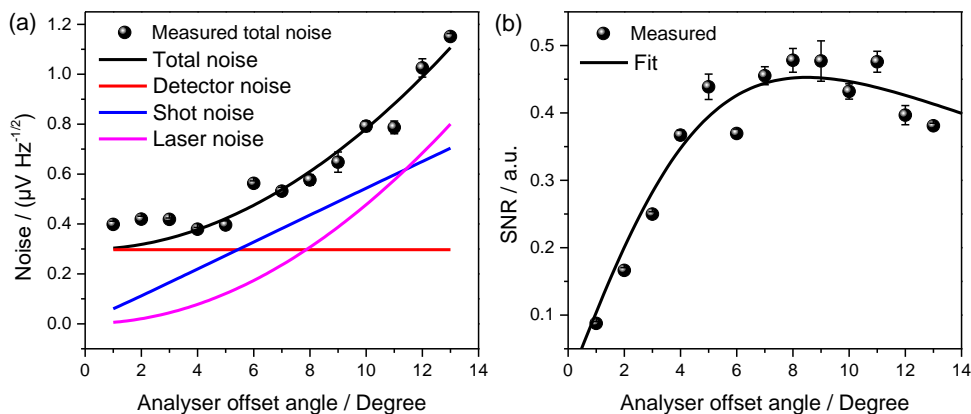 (a)
Measured total noise
Total noise
Detector noise
Shot noise
Laser noise
Noise / (µV Hz^-1/2)
1.2
1.0
0.8
0.6
0.4
0.2
0.0
0 2 4 6 8 10 12 14
Analyser offset angle / Degree
(b)
Measured
Fit
SNR / a.u.
0.5
0.4
0.3
0.2
0.1
0 2 4 6 8 10 12 14
Analyser offset angle / Degree